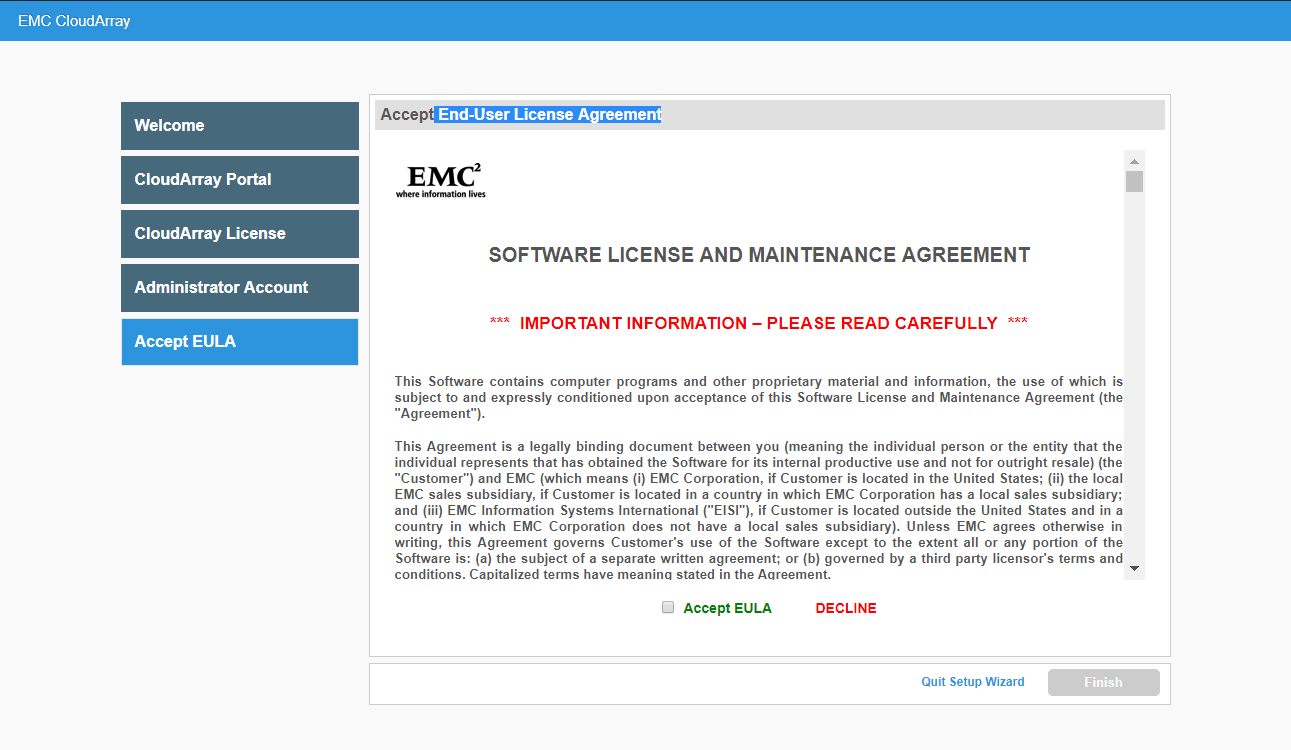 EMC CloudArray
Welcome
CloudArray Portal
CloudArray License
Administrator Account
Accept EULA
Accept End-User License Agreement
EMC²
where information lives
SOFTWARE LICENSE AND MAINTENANCE AGREEMENT
*** IMPORTANT INFORMATION – PLEASE READ CAREFULLY ***
This Software contains computer programs and other proprietary material and information, the use of which is
subject to and expressly conditioned upon acceptance of this Software License and Maintenance Agreement (the
"Agreement").
This Agreement is a legally binding document between you (meaning the individual person or the entity that the
individual represents that has obtained the Software for its internal productive use and not for outright resale) (the
"Customer") and EMC (which means (i) EMC Corporation, if Customer is located in the United States; (ii) the local
EMC sales subsidiary, if Customer is located in a country in which EMC Corporation has a local sales subsidiary;
and (iii) EMC Information Systems International ("EISI"), if Customer is located outside the United States and in a
country in which EMC Corporation does not have a local sales subsidiary). Unless EMC agrees otherwise in
writing, this Agreement governs Customer's use of the Software except to the extent all or any portion of the
Software is: (a) the subject of a separate written agreement; or (b) governed by a third party licensor's terms and
conditions. Capitalized terms have meaning stated in the Agreement.
Accept EULA DECLINE
Quit Setup Wizard Finish